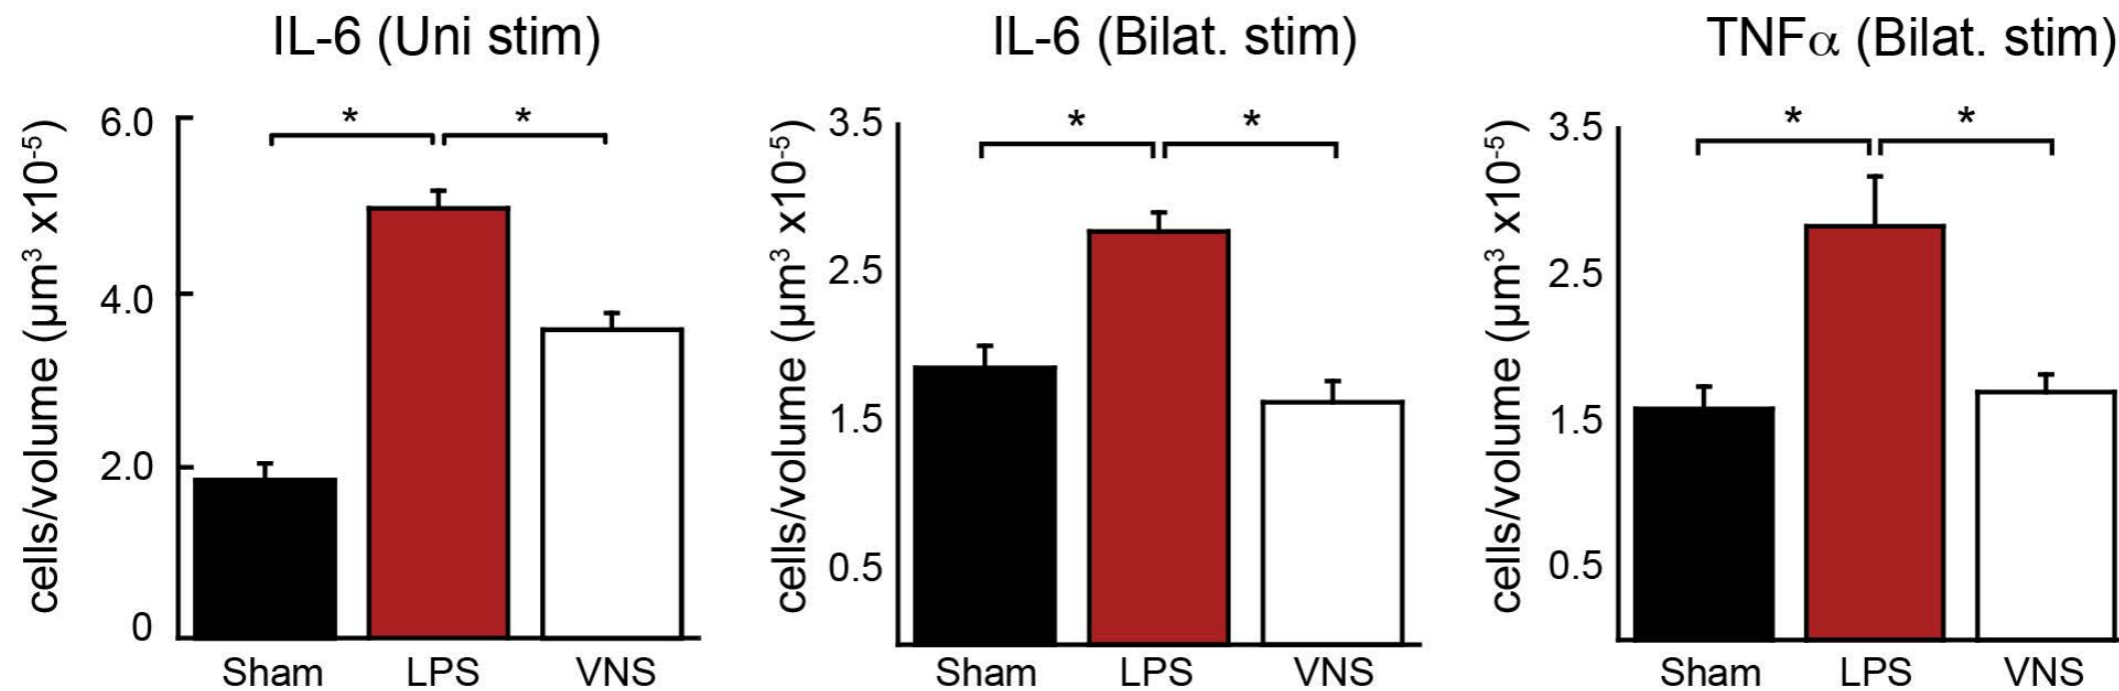 IL-6 (Uni stim)
cells/volume (µm³ x10⁻⁵)
6.0
4.0
2.0
0
* *
Sham LPS VNS
IL-6 (Bilat. stim)
cells/volume (µm³ x10⁻⁵)
3.5
2.5
1.5
0.5
* *
Sham LPS VNS
TNFα (Bilat. stim)
cells/volume (µm³ x10⁻⁵)
3.5
2.5
1.5
0.5
* *
Sham LPS VNS